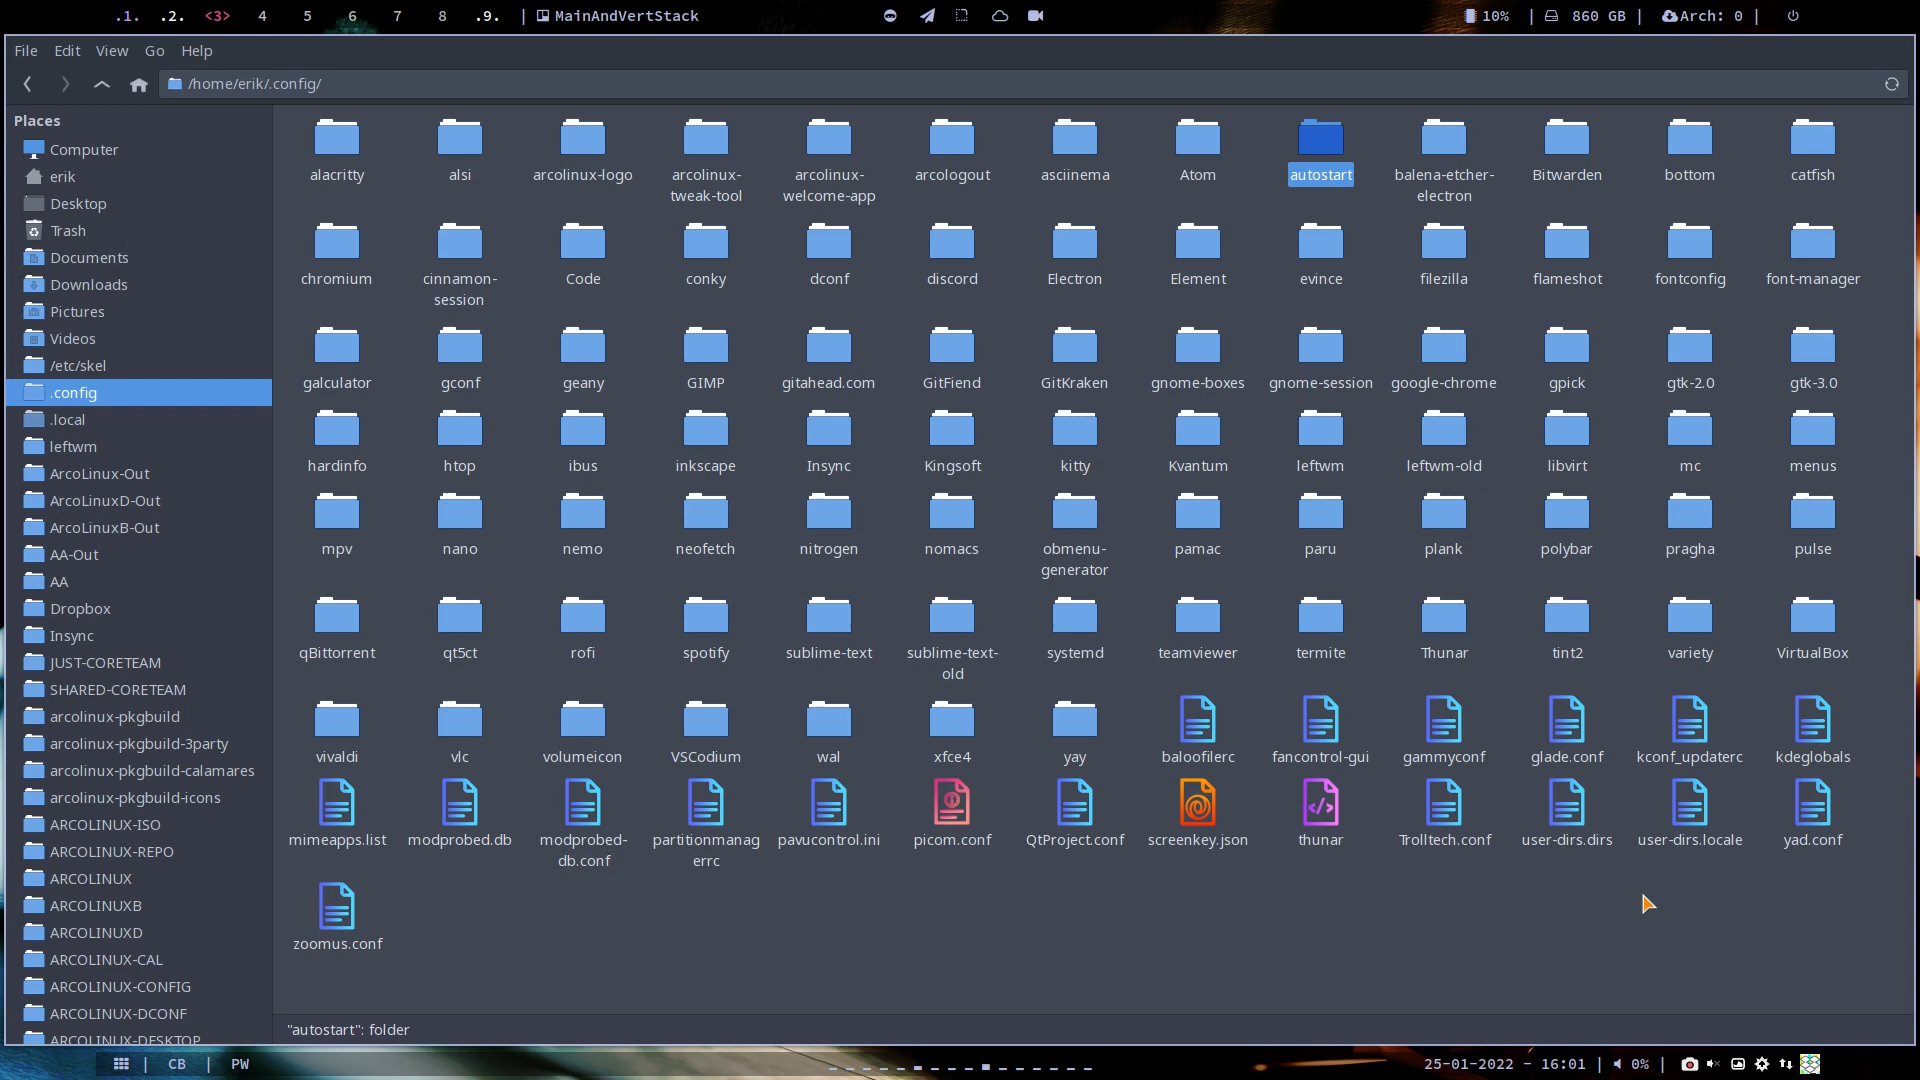 .1. .2. <3> 4 5 6 7 8 .9. | MainAndVertStack
10% | 860 GB | Arch: 0 |
File Edit View Go Help
/home/erik/.config/
Places
Computer
erik
Desktop
Trash
Documents
Downloads
Pictures
Videos
/etc/skel
.config
.local
leftwm
ArcoLinux-Out
ArcoLinuxD-Out
ArcoLinuxB-Out
AA-Out
AA
Dropbox
Insync
JUST-CORETEAM
SHARED-CORETEAM
arcolinux-pkgbuild
arcolinux-pkgbuild-3party
arcolinux-pkgbuild-calamares
arcolinux-pkgbuild-icons
ARCOLINUX-ISO
ARCOLINUX-REPO
ARCOLINUX
ARCOLINUXB
ARCOLINUXD
ARCOLINUX-CAL
ARCOLINUX-CONFIG
ARCOLINUX-DCONF
ARCOLINUX-DESKTOP
alacritty
alsi
arcolinux-logo
arcolinux-
tweak-tool
arcolinux-
welcome-app
arcologout
asciinema
Atom
autostart
balena-etcher-
electron
Bitwarden
bottom
catfish
chromium
cinnamon-
session
Code
conky
dconf
discord
Electron
Element
evince
filezilla
flameshot
fontconfig
font-manager
galculator
gconf
geany
GIMP
gitahead.com
GitFiend
GitKraken
gnome-boxes
gnome-session
google-chrome
gpick
gtk-2.0
gtk-3.0
hardinfo
htop
ibus
inkscape
Insync
Kingsoft
kitty
Kvantum
leftwm
leftwm-old
libvirt
mc
menus
mpv
nano
nemo
neofetch
nitrogen
nomacs
obmenu-
generator
pamac
paru
plank
polybar
pragha
pulse
qBittorrent
qt5ct
rofi
spotify
sublime-text
sublime-text-
old
systemd
teamviewer
termite
Thunar
tint2
variety
VirtualBox
vivaldi
vlc
volumeicon
VSCodium
wal
xfce4
yay
baloofilerc
fancontrol-gui
gammyconf
glade.conf
kconf_updaterc
kdeglobals
mimeapps.list
modprobed.db
modprobed-
db.conf
partitionmanag
errc
pavucontrol.ini
picom.conf
QtProject.conf
screenkey.json
thunar
Trolltech.conf
user-dirs.dirs
user-dirs.locale
yad.conf
zoomus.conf
"autostart": folder
| CB | PW
25-01-2022 - 16:01 | 0% |